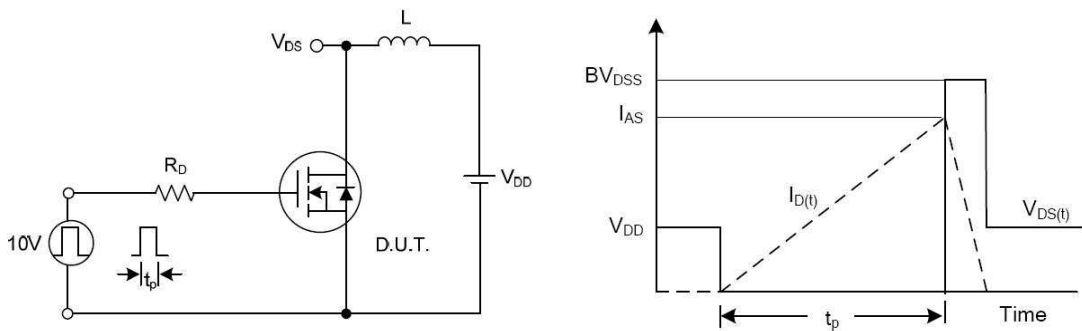 V_DS
L
R_D
V_DD
10V
t_p
D.U.T.
BV_DSS
I_AS
V_DD
I_D(t)
V_DS(t)
t_p
Time